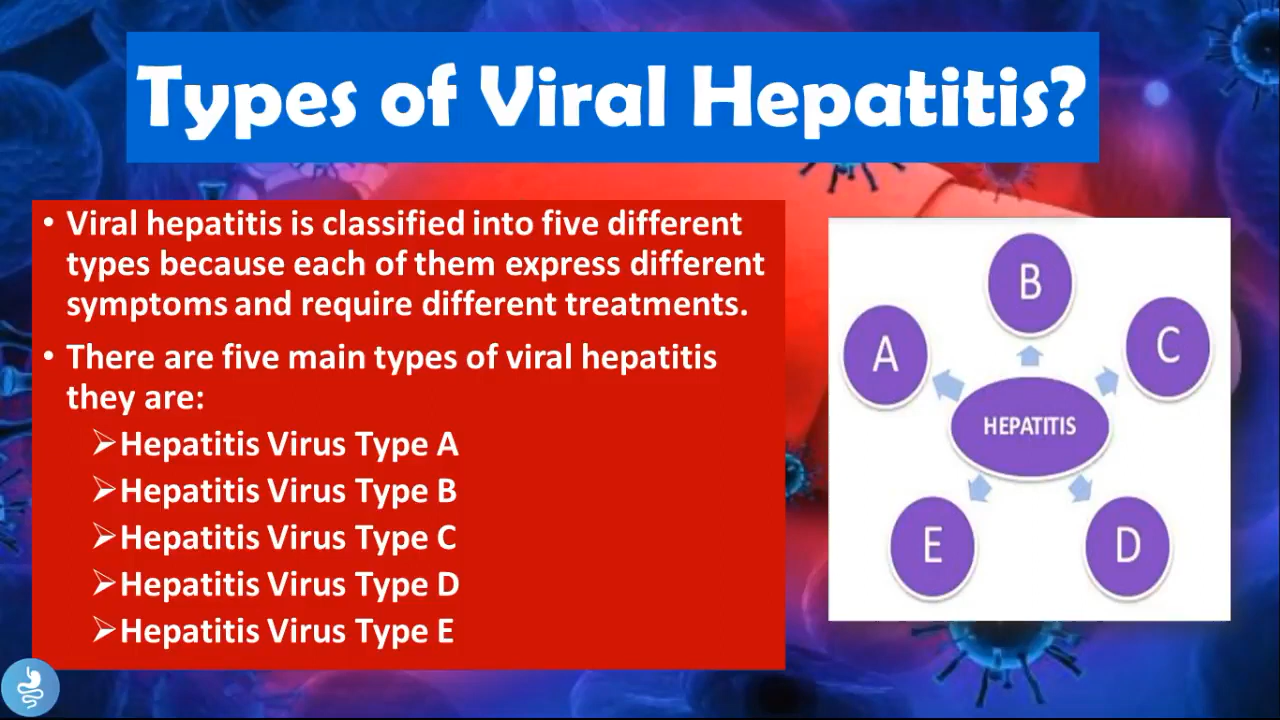 Types of Viral Hepatitis?
• Viral hepatitis is classified into five different
types because each of them express different
symptoms and require different treatments.
• There are five main types of viral hepatitis
they are:
➢Hepatitis Virus Type A
➢Hepatitis Virus Type B
➢Hepatitis Virus Type C
➢Hepatitis Virus Type D
➢Hepatitis Virus Type E
B
A
C
HEPATITIS
E
D